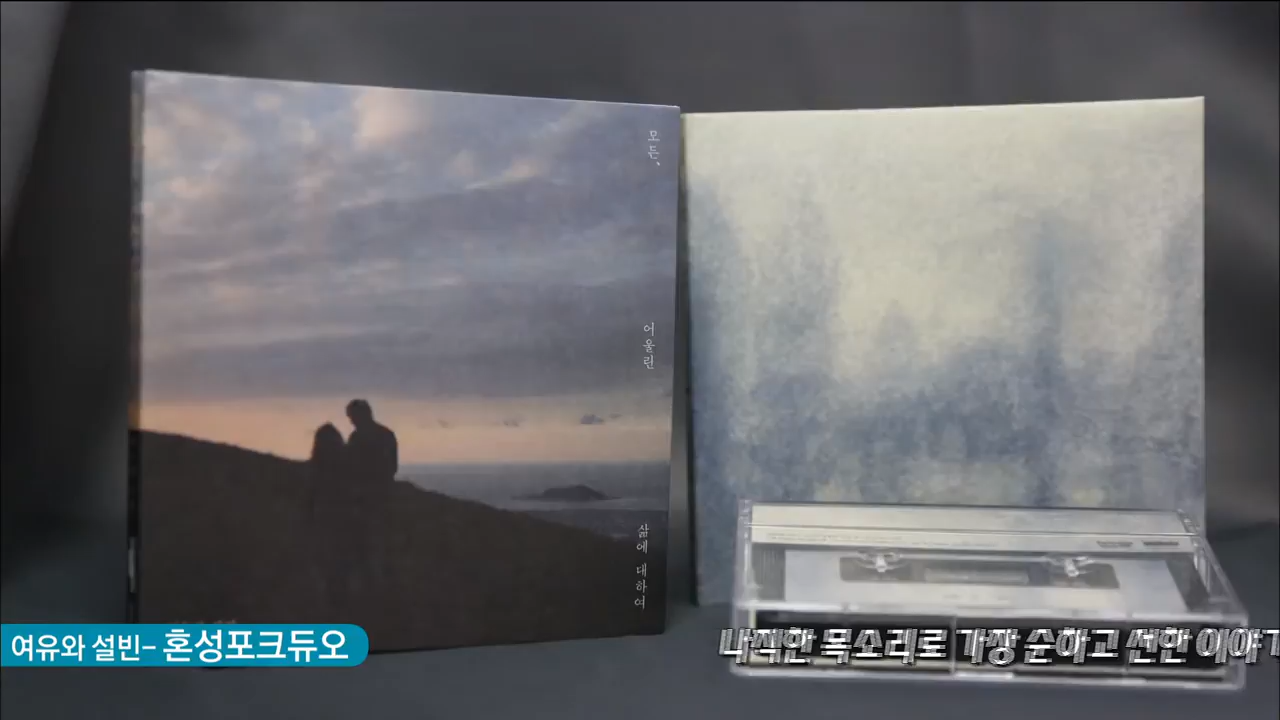 모든,
어울린
삶에 대하여
여유와 설빈- 혼성포크듀오
나직한 목소리로 가장 순하고 선한 이야기